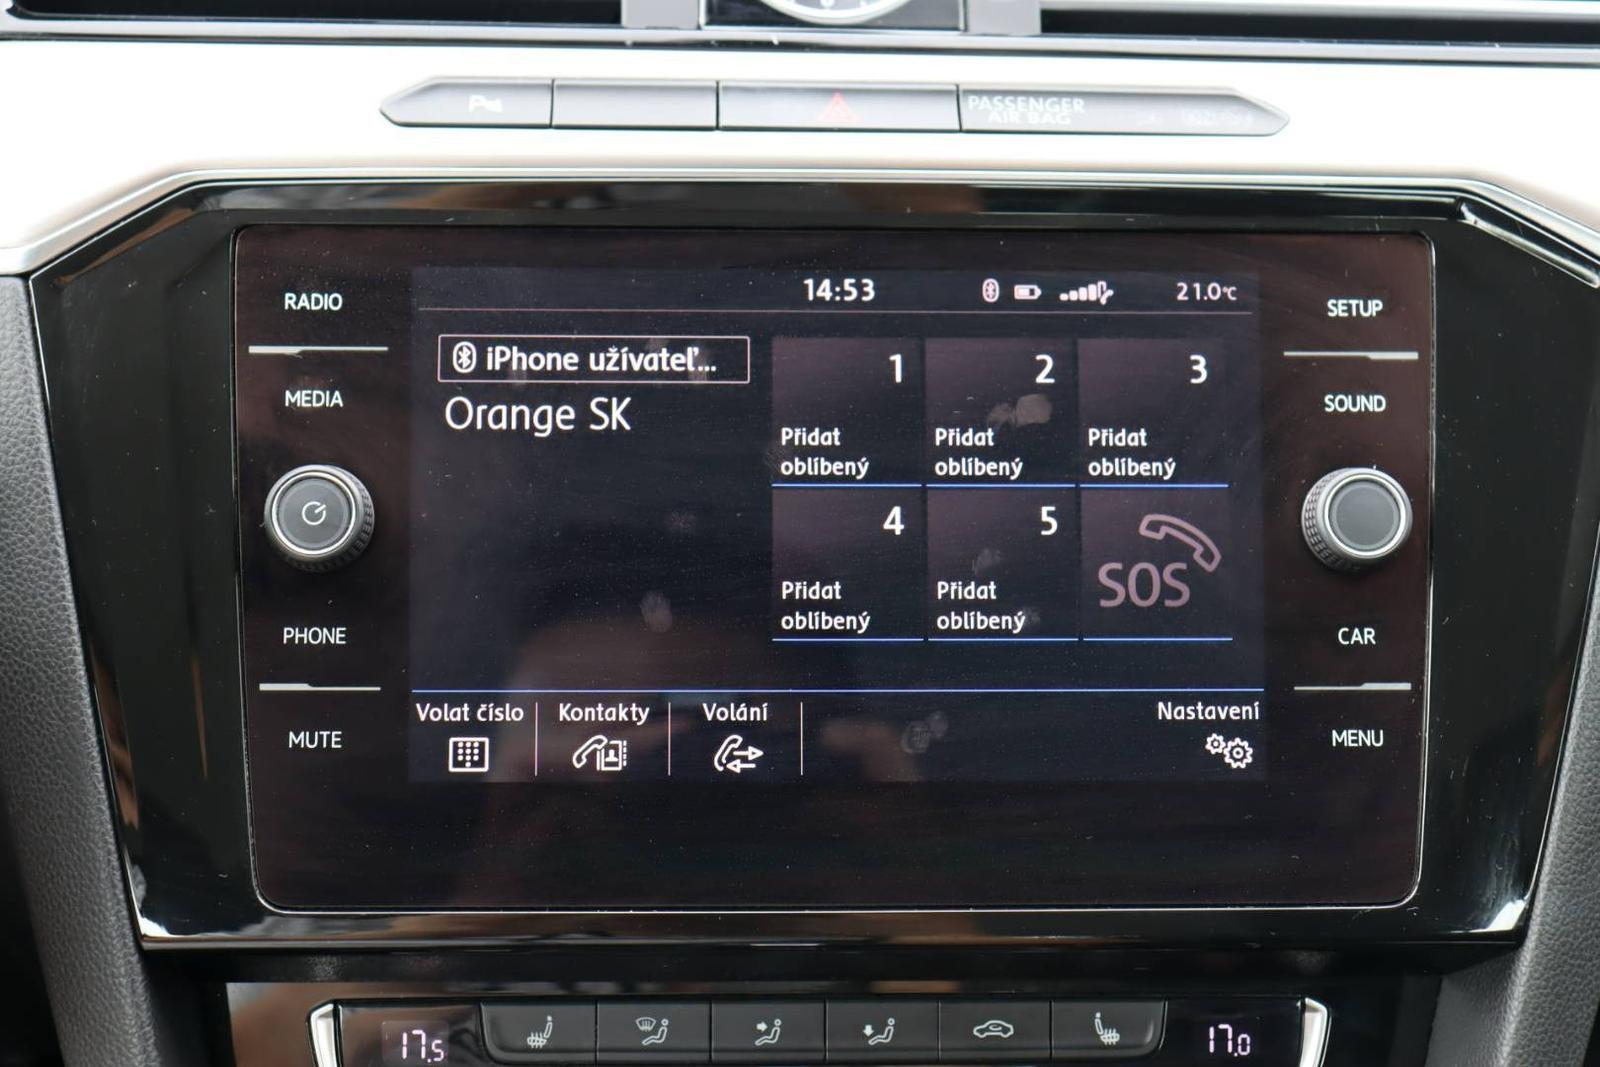 PASSENGER
AIR BAG
RADIO
MEDIA
PHONE
MUTE
14:53
21.0°C
iPhone užívateľ...
Orange SK
1
Přidat
oblíbený
2
Přidat
oblíbený
3
Přidat
oblíbený
4
Přidat
oblíbený
5
Přidat
oblíbený
SOS
Volat číslo
Kontakty
Volání
Nastavení
SETUP
SOUND
CAR
MENU
17.5
17.0